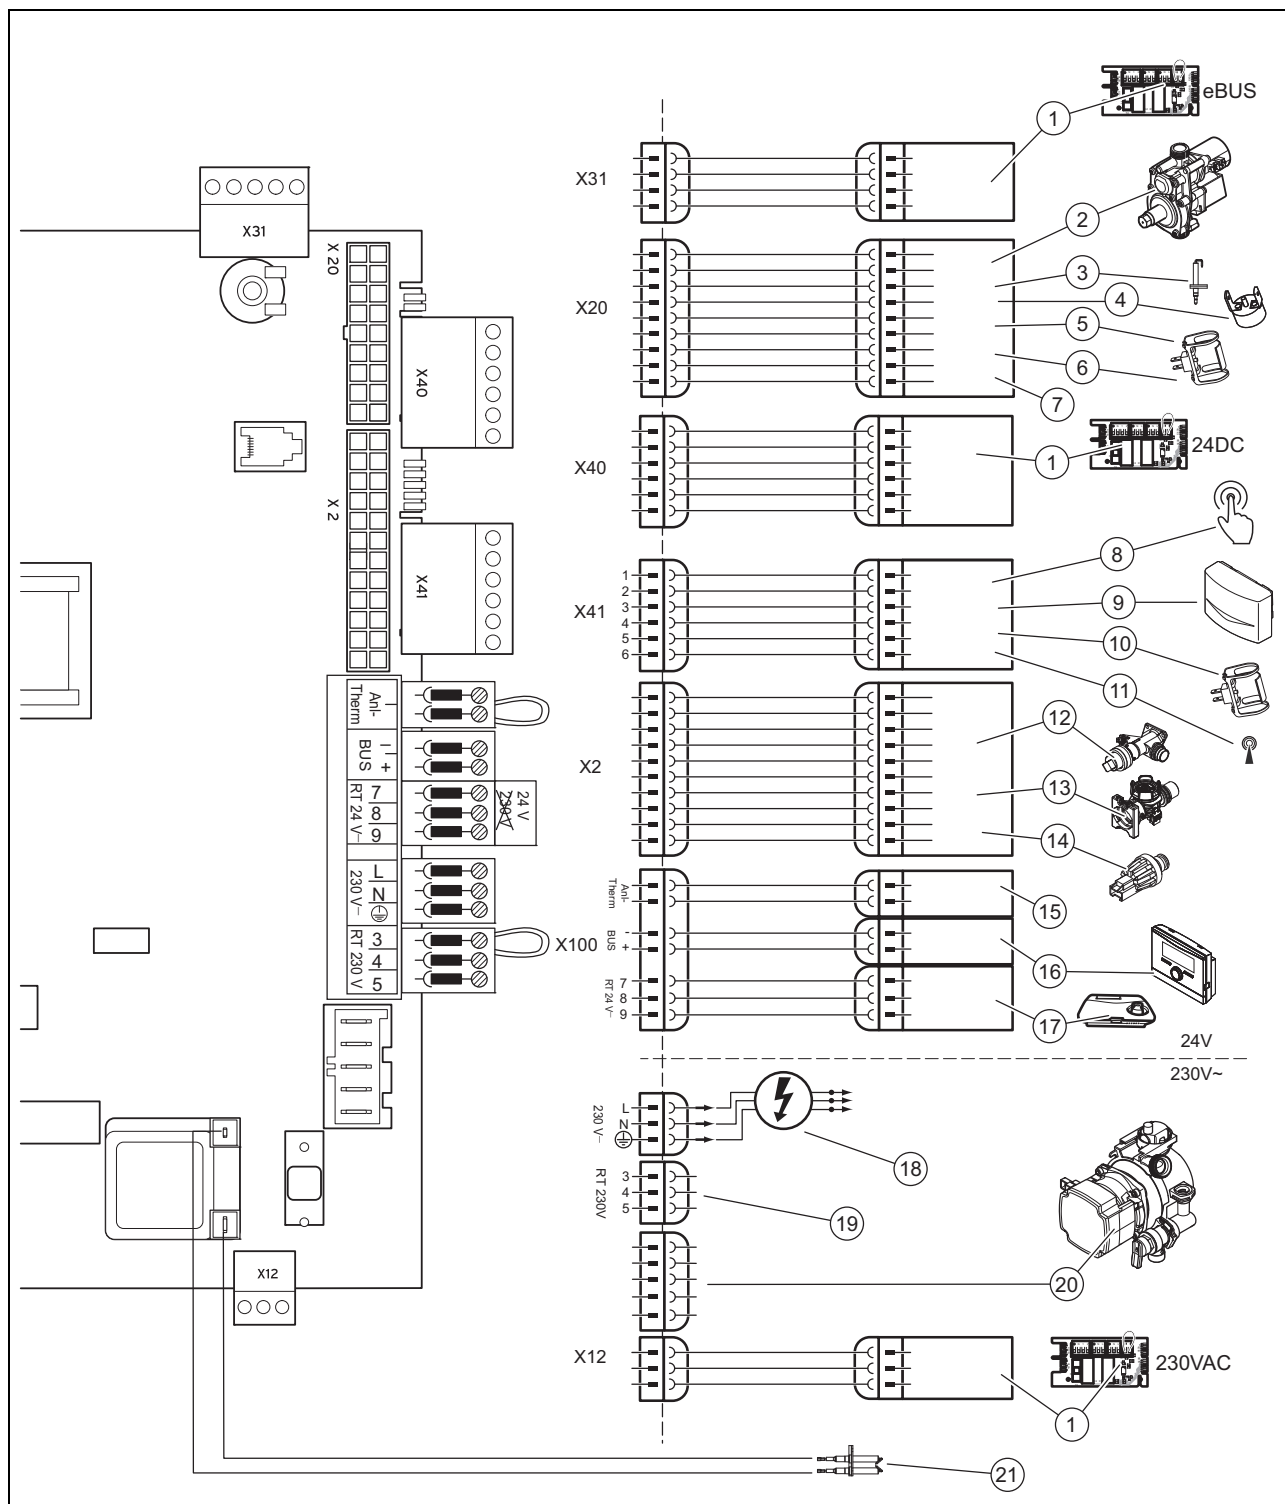 eBUS
1
X31
2
X20
3
4
5
6
7
X40
1
24DC
8
X41
1
2
3
4
5
6
9
10
11
X2
12
13
14
Anl-
Therm
15
X100
BUS
-
+
16
RT 24 V
7
8
9
17
24V
230V~
230 V~
L
N
18
RT 230V
3
4
5
19
20
X12
230VAC
1
21
X31
X 20
X40
X 2
X41
Anl-
Therm
BUS
–
+
RT 24 V
7
8
9
24 V
230 V
230 V~
L
N
RT 230 V
3
4
5
X12